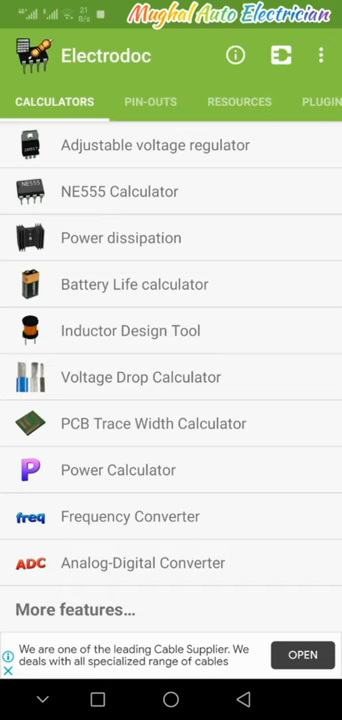 Mughal Auto Electrician
21
B/s
Electrodoc
CALCULATORS PIN-OUTS RESOURCES PLUGIN
Adjustable voltage regulator
NE555 Calculator
Power dissipation
Battery Life calculator
Inductor Design Tool
Voltage Drop Calculator
PCB Trace Width Calculator
P Power Calculator
freq Frequency Converter
ADC Analog-Digital Converter
More features...
We are one of the leading Cable Supplier. We
deals with all specialized range of cables
OPEN